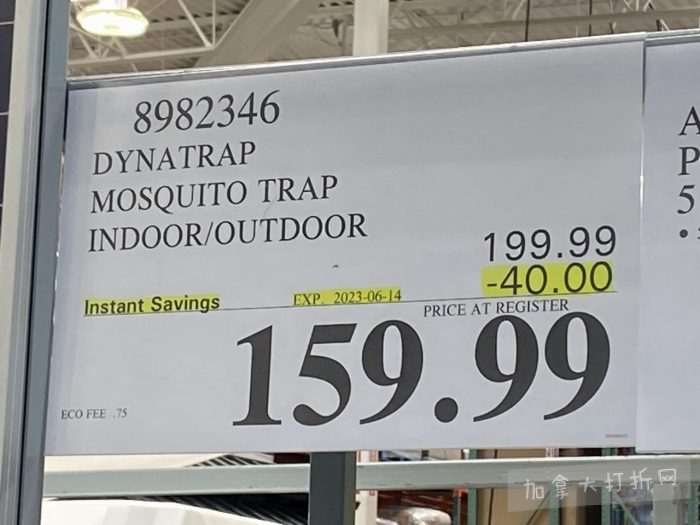 8982346
DYNATRAP
MOSQUITO TRAP
INDOOR/OUTDOOR
199.99
-40.00
Instant Savings EXP. 2023-06-14
PRICE AT REGISTER
159.99
ECO FEE .75
A
P
5
加拿大打折网